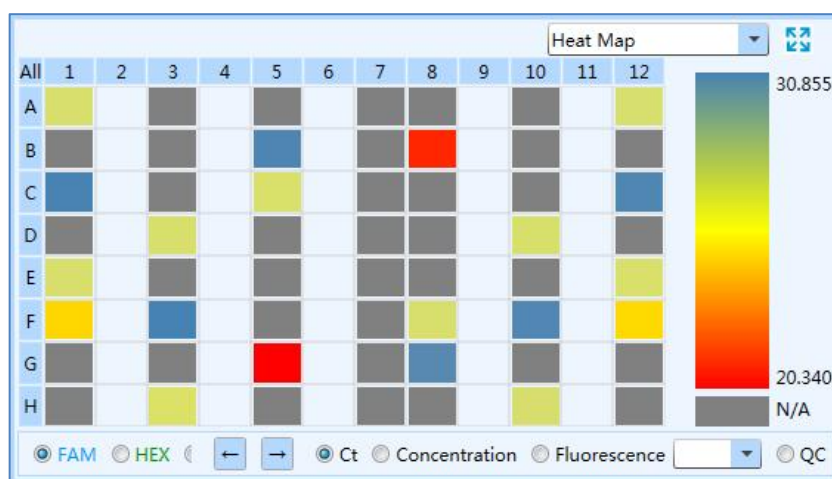 Heat Map
All 1 2 3 4 5 6 7 8 9 10 11 12
30.855
A
B
C
D
E
F
G
H
20.340
N/A
FAM HEX ← → Ct Concentration Fluorescence QC